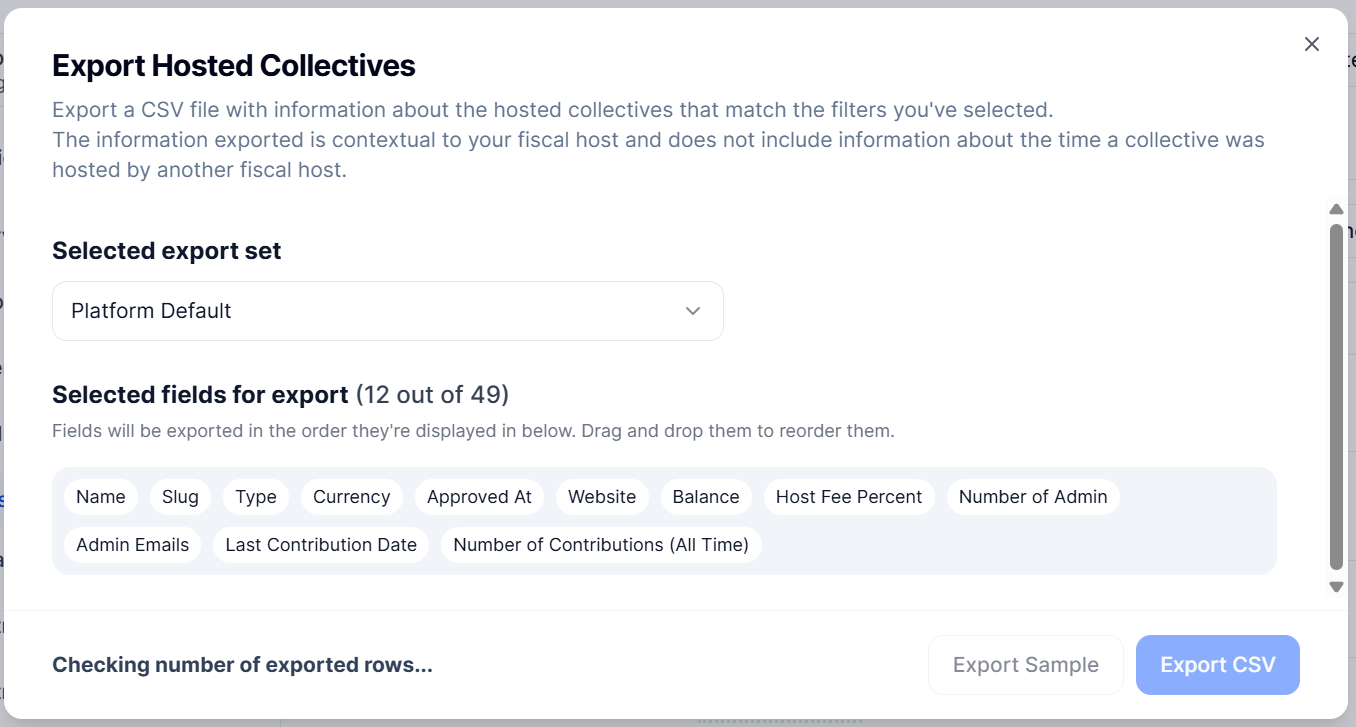 Export Hosted Collectives
Export a CSV file with information about the hosted collectives that match the filters you've selected.
The information exported is contextual to your fiscal host and does not include information about the time a collective was
hosted by another fiscal host.
Selected export set
Platform Default
Selected fields for export (12 out of 49)
Fields will be exported in the order they're displayed in below. Drag and drop them to reorder them.
Name Slug Type Currency Approved At Website Balance Host Fee Percent Number of Admin
Admin Emails Last Contribution Date Number of Contributions (All Time)
Checking number of exported rows... Export Sample Export CSV